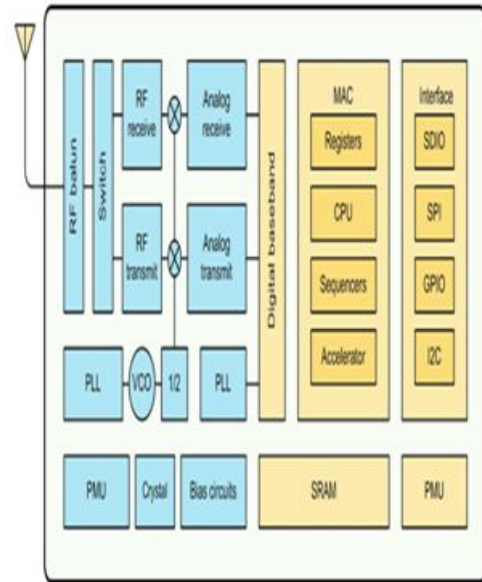 RF balun
Switch
RF
receive
Analog
receive
RF
transmit
Analog
transmit
Digital baseband
MAC
Registers
CPU
Sequencers
Accelerator
Interface
SDIO
SPI
GPIO
I2C
PLL
VCO
1/2
PLL
PMU
Crystal
Bias circuits
SRAM
PMU